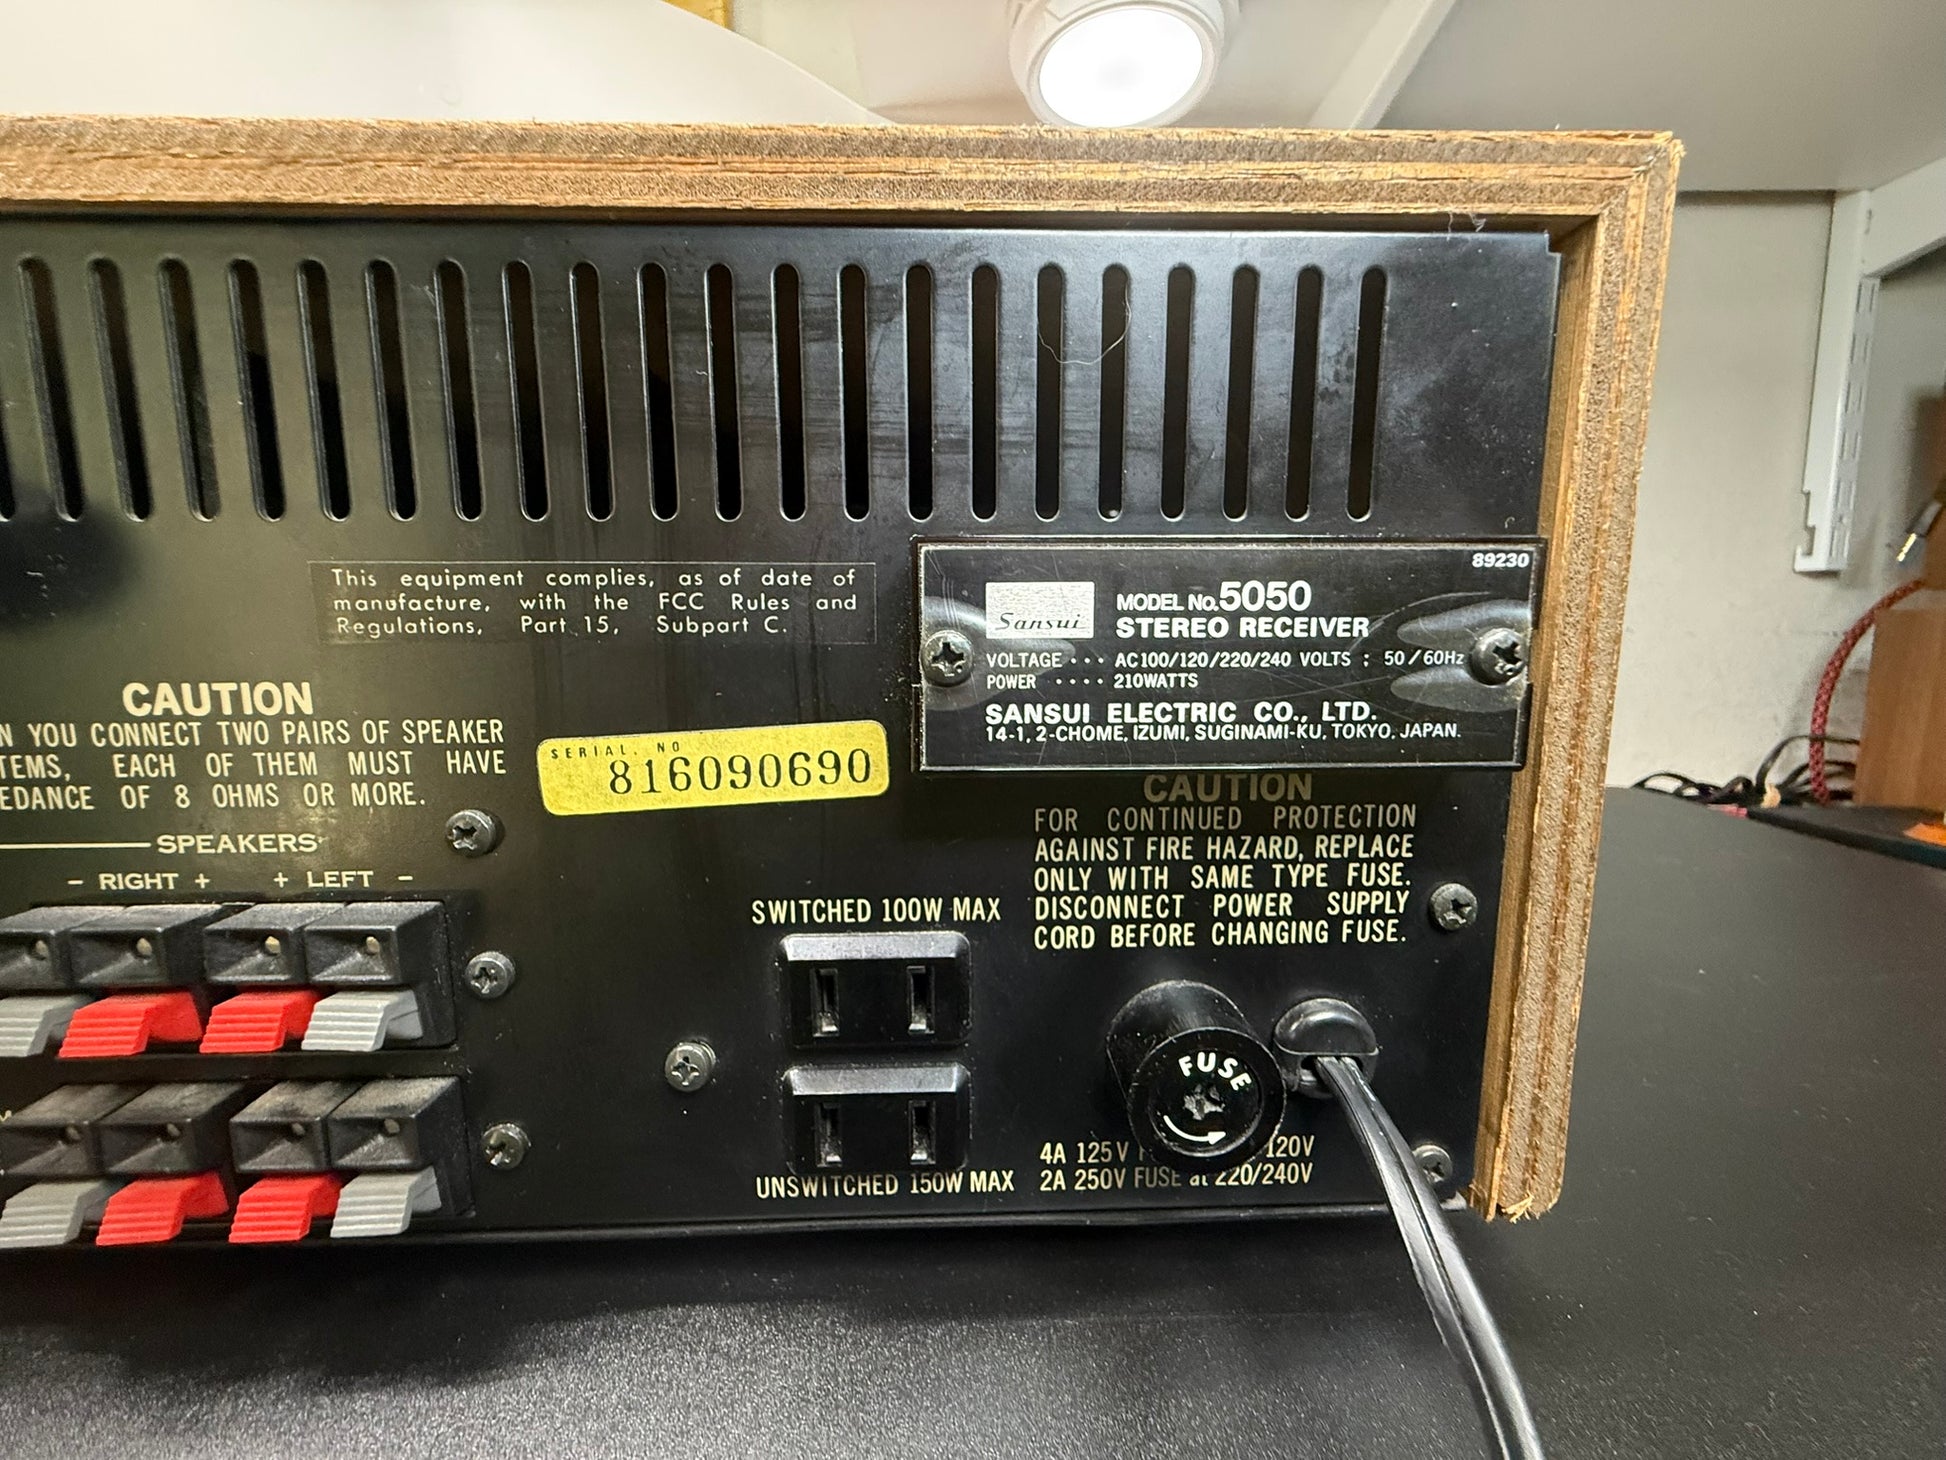 This equipment complies, as of date of
manufacture, with the FCC Rules and
Regulations, Part 15, Subpart C.
89230
Sansui
MODEL No. 5050
STEREO RECEIVER
VOLTAGE ··· AC100/120/220/240 VOLTS ; 50/60Hz
POWER ···· 210WATTS
SANSUI ELECTRIC CO., LTD.
14-1, 2-CHOME, IZUMI, SUGINAMI-KU, TOKYO, JAPAN.
CAUTION
YOU CONNECT TWO PAIRS OF SPEAKER
EACH OF THEM MUST HAVE
OF 8 OHMS OR MORE.
SERIAL. NO
816090690
SPEAKERS
- RIGHT + + LEFT -
CAUTION
FOR CONTINUED PROTECTION
AGAINST FIRE HAZARD, REPLACE
ONLY WITH SAME TYPE FUSE.
DISCONNECT POWER SUPPLY
CORD BEFORE CHANGING FUSE.
SWITCHED 100W MAX
UNSWITCHED 150W MAX
FUSE
4A 125V 120V
2A 250V FUSE at 220/240V